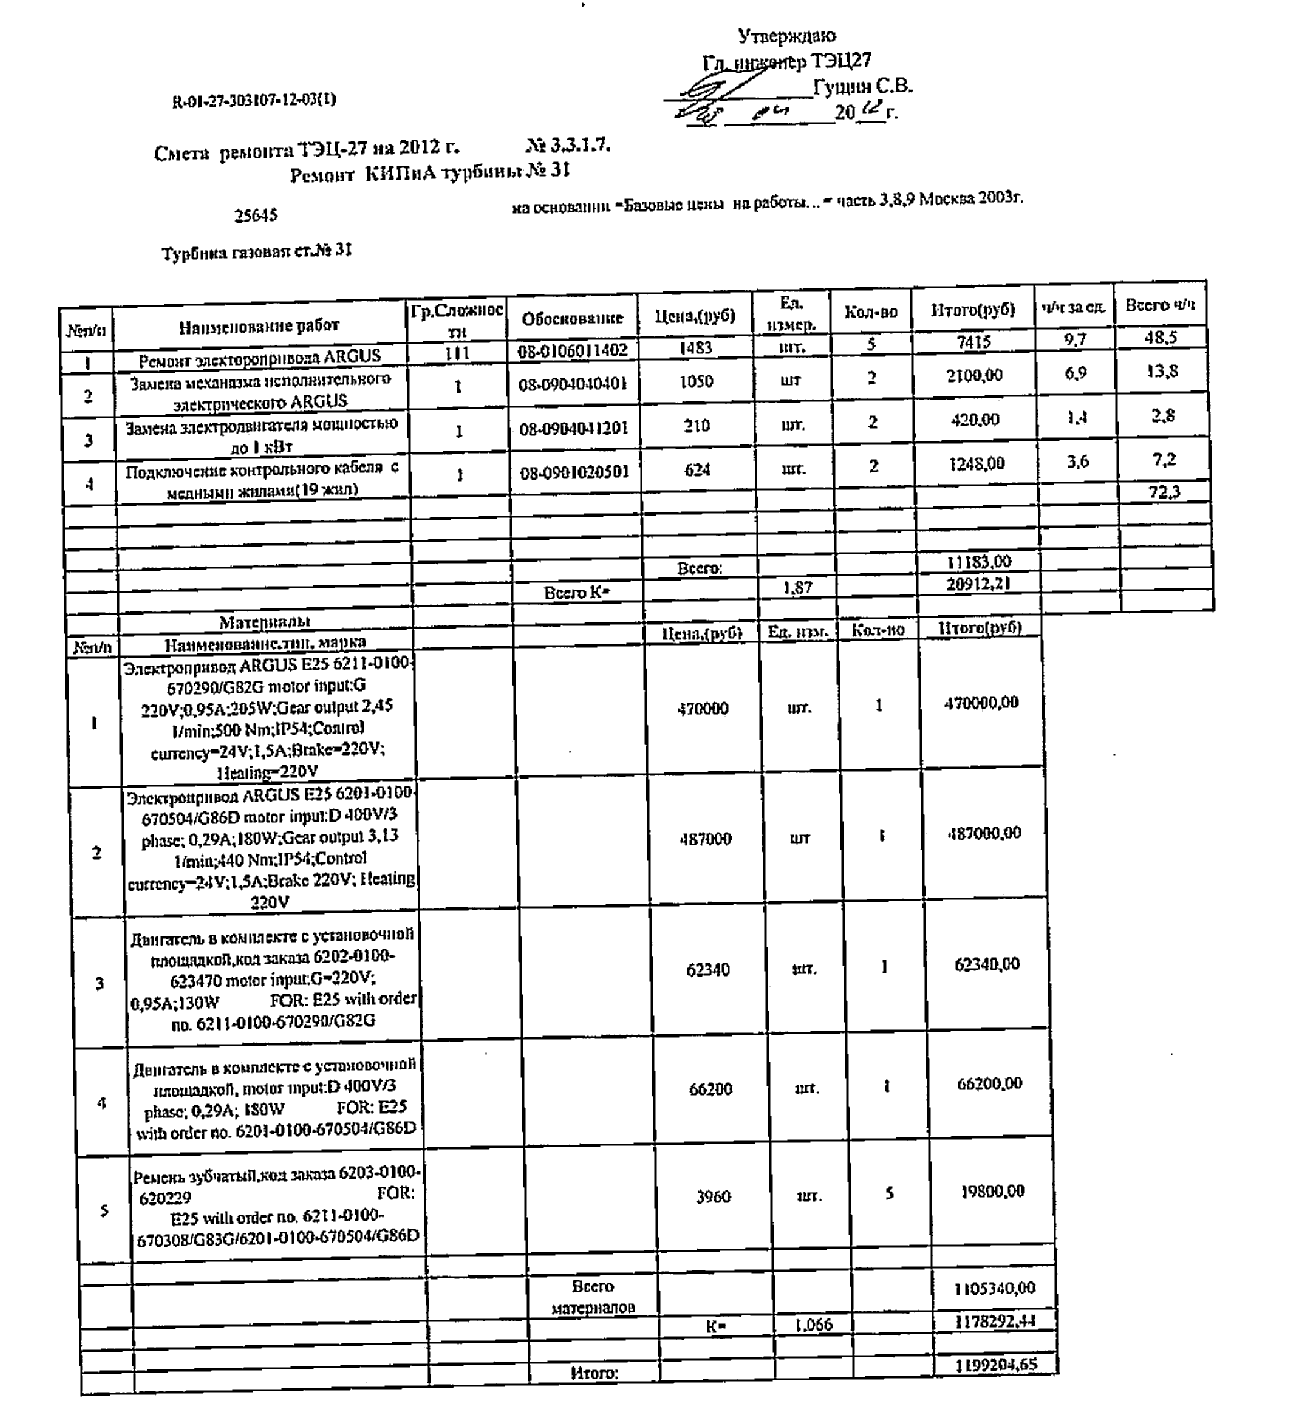 Утверждаю
Гл. инженер ТЭЦ27
Гущин С.В.
20 12 г.
R-01-27-303107-12-03(1)
Смета ремонта ТЭЦ-27 на 2012 г. № 3.3.1.7.
Ремонт КИПиА турбины № 31
25645 на основании "Базовые цены на работы..." часть 3,8,9 Москва 2003г.
Турбина газовая ст.№ 31
№п/п Наименование работ Гр.Сложнос Обоснование Цена,(руб) Ед. Кол-во Итого(руб) ч/ч за ед. Всего ч/ч
ти измер.
1 Ремонт электоропривода ARGUS 111 08-0106011402 1483 шт. 5 7415 9,7 48,5
2 Замена механизма исполнительного 1 08-0904040401 1050 шт 2 2100,00 6,9 13,8
электрического ARGUS
3 Замена электродвигателя мощностью 1 08-0904041201 210 шт. 2 420,00 1,4 2,8
до 1 кВт
4 Подключение контрольного кабеля с 1 08-0901020501 624 шт. 2 1248,00 3,6 7,2
медными жилами(19 жил)
72,3
Всего: 11183,00
Всего К= 1,87 20912,21
Материалы
№п/п Наименование.тип, марка Цена,(руб) Ед. изм. Кол-во Итого(руб)
Электропривод ARGUS E25 6211-0100-
670290/G82G motor input:G
220V;0,95A;205W;Gear output 2,45
1 1/min;500 Nm;IP54;Control 470000 шт. 1 470000,00
currency=24V;1,5A;Brake=220V;
Heating=220V
Электропривод ARGUS E25 6201-0100-
670504/G86D motor input:D 400V/3
phase; 0,29A;180W;Gear output 3,13
2 1/min;440 Nm;IP54;Control 487000 шт 1 487000,00
currency=24V;1,5A;Brake 220V; Heating
220V
Двигатель в комплекте с установочной
площадкой,код заказа 6202-0100-
3 623470 motor input:G=220V; 62340 шт. 1 62340,00
0,95A;130W FOR: E25 with order
no. 6211-0100-670290/G82G
Двигатель в комплекте с установочной
площадкой, motor input:D 400V/3
4 phase; 0,29A; 180W FOR: E25 66200 шт. 1 66200,00
with order no. 6201-0100-670504/G86D
Ремень зубчатый,код заказа 6203-0100-
620229 FOR:
5 E25 with order no. 6211-0100- 3960 шт. 5 19800,00
670308/G83G/6201-0100-670504/G86D
Всего 1105340,00
материалов
К= 1,066 1178292,44
Итого: 1199204,65